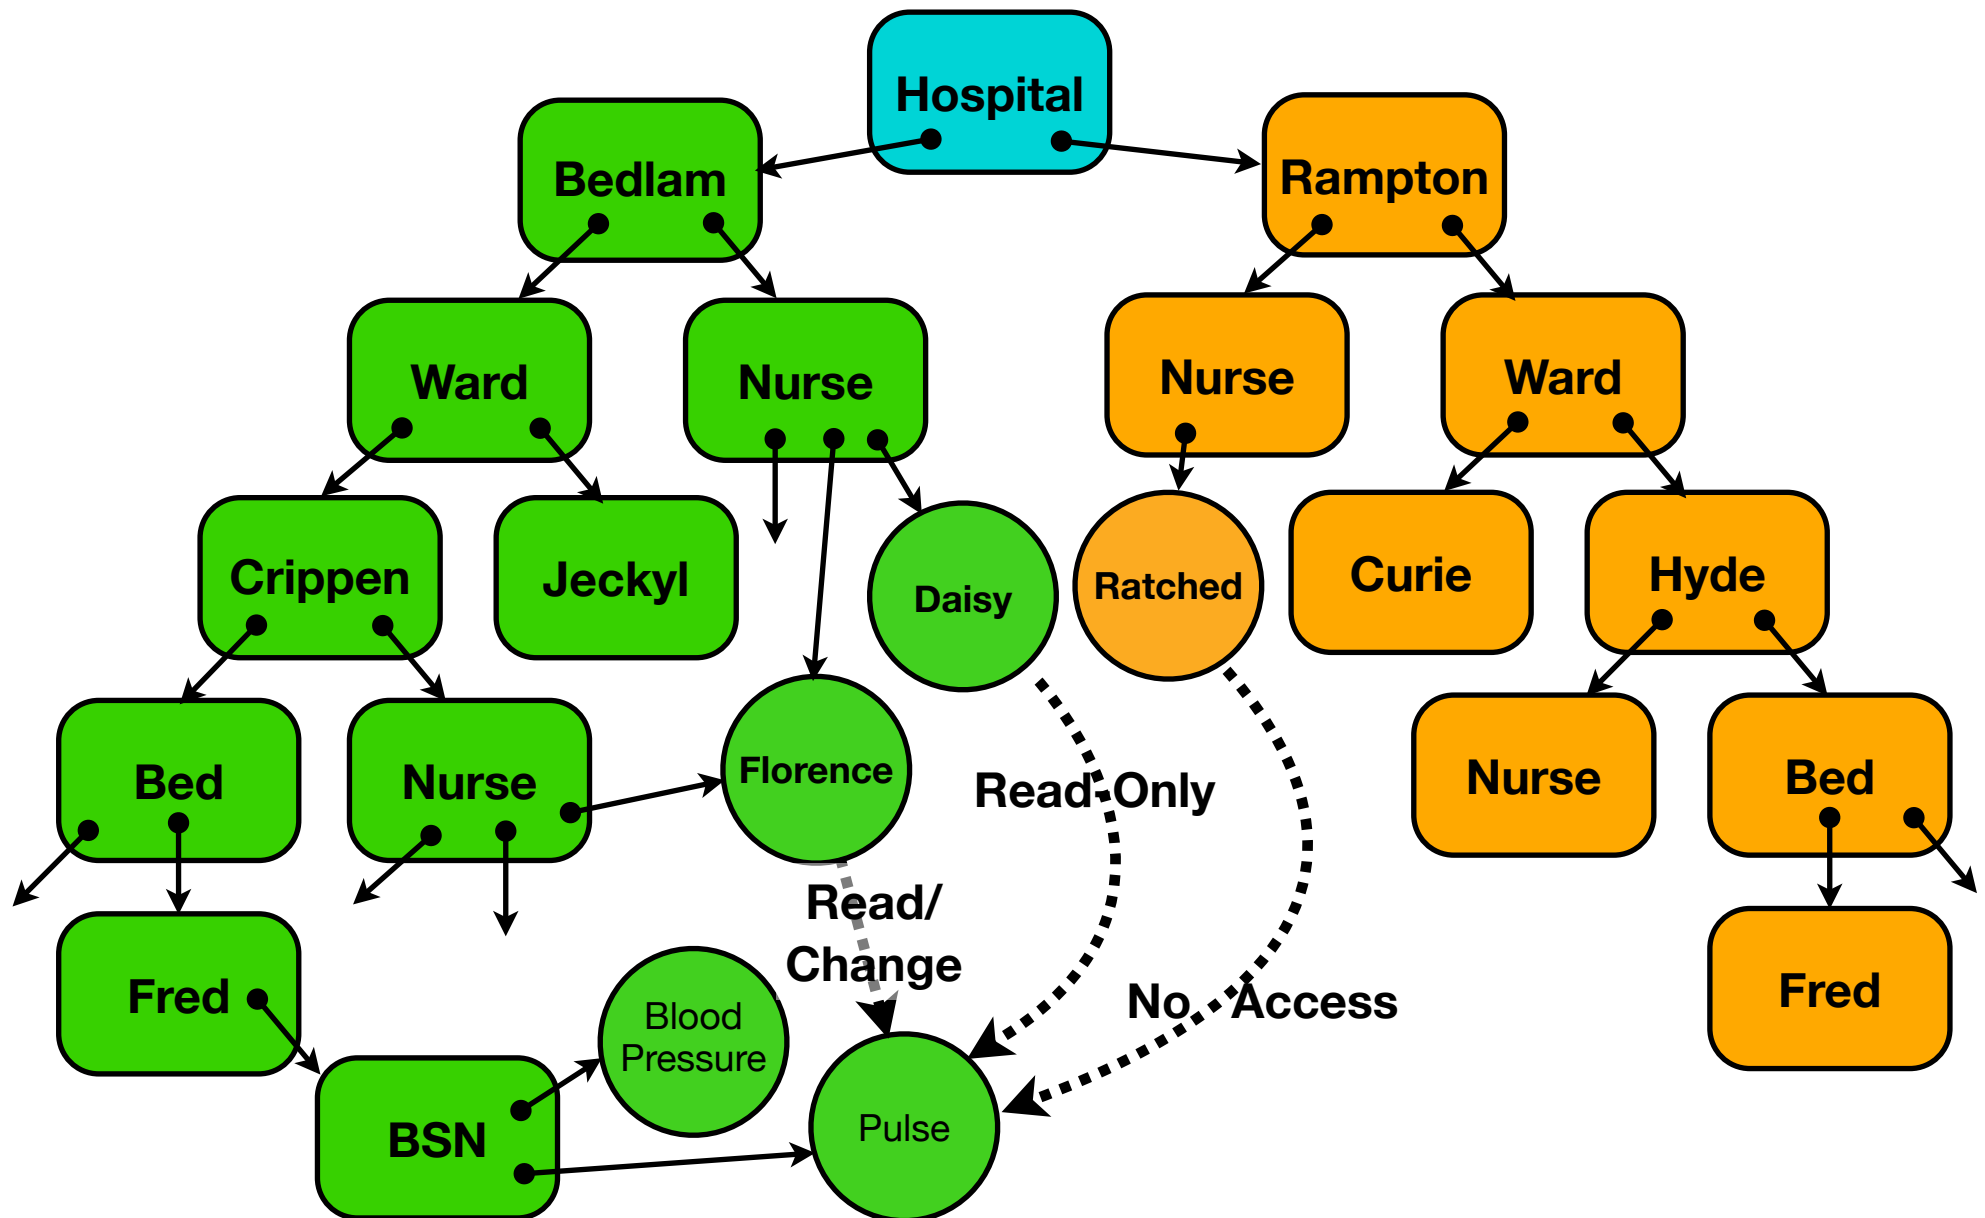 Hospital
Bedlam
Rampton
Ward
Nurse
Nurse
Ward
Crippen
Jeckyl
Daisy
Ratched
Curie
Hyde
Bed
Nurse
Florence
Read-Only
Nurse
Bed
Read/
Change
Fred
Blood
Pressure
No Access
Fred
BSN
Pulse